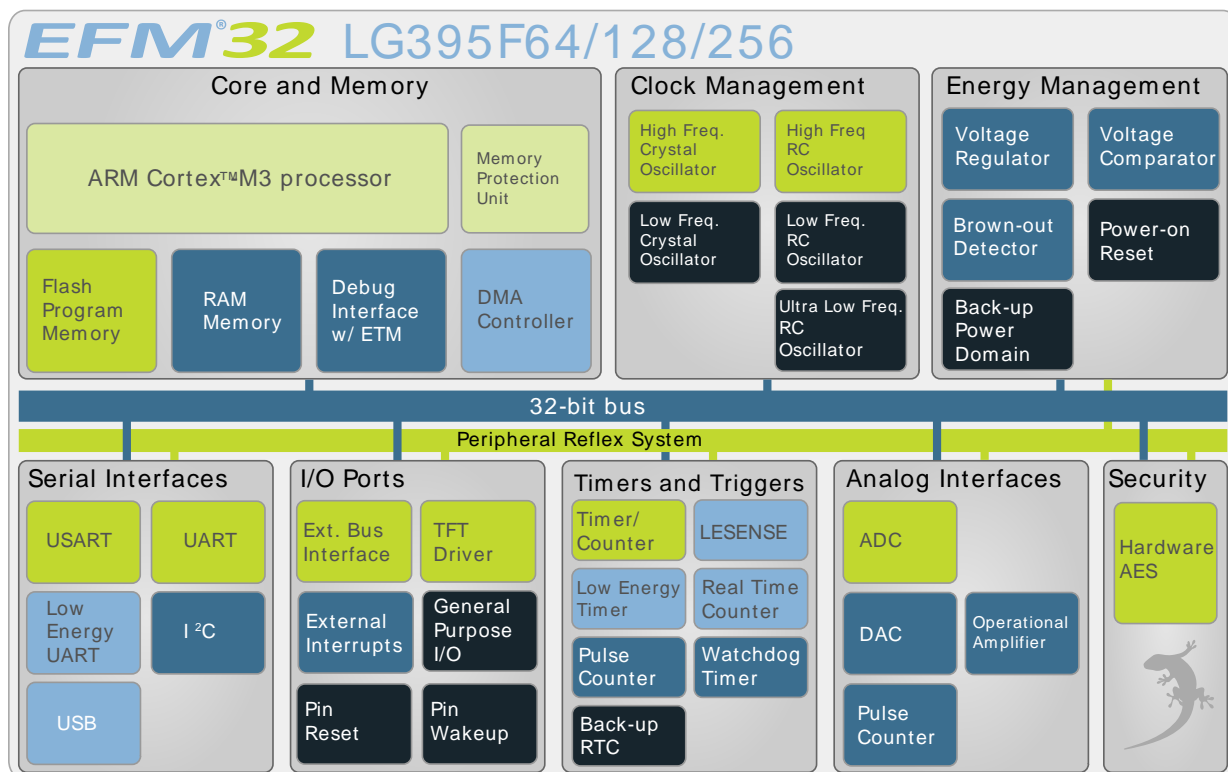 EFM®32 LG395F64/128/256
Core and Memory
ARM Cortex™M3 processor
Memory
Protection
Unit
Flash
Program
Memory
RAM
Memory
Debug
Interface
w/ ETM
DMA
Controller
Clock Management
High Freq.
Crystal
Oscillator
High Freq
RC
Oscillator
Low Freq.
Crystal
Oscillator
Low Freq.
RC
Oscillator
Ultra Low Freq.
RC
Oscillator
Energy Management
Voltage
Regulator
Voltage
Comparator
Brown-out
Detector
Power-on
Reset
Back-up
Power
Domain
32-bit bus
Peripheral Reflex System
Serial Interfaces
USART
UART
Low
Energy
UART
I²C
USB
I/O Ports
Ext. Bus
Interface
TFT
Driver
External
Interrupts
General
Purpose
I/O
Pin
Reset
Pin
Wakeup
Timers and Triggers
Timer/
Counter
LESENSE
Low Energy
Timer
Real Time
Counter
Pulse
Counter
Watchdog
Timer
Back-up
RTC
Analog Interfaces
ADC
DAC
Operational
Amplifier
Pulse
Counter
Security
Hardware
AES